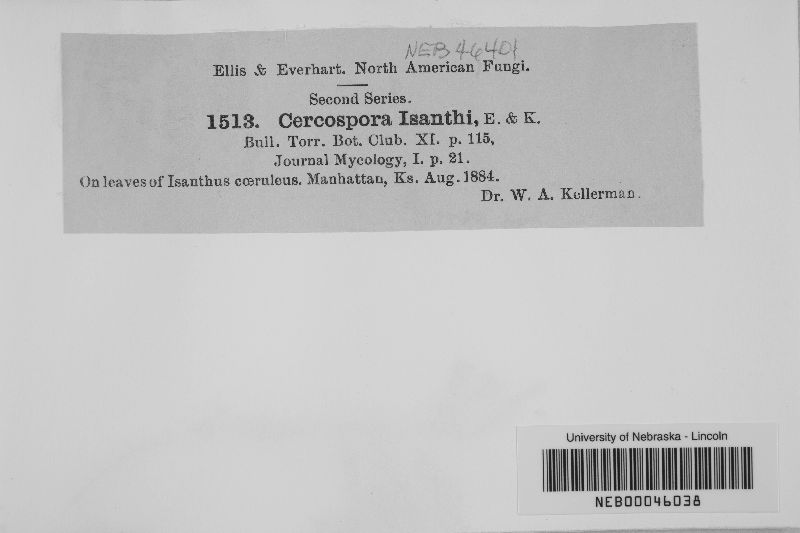 NEB 46401
Ellis & Everhart. North American Fungi.
Second Series.
1513. Cercospora Isanthi, E. & K.
Bull. Torr. Bot. Club. XI. p. 115,
Journal Mycology, I. p. 21.
On leaves of Isanthus cœruleus. Manhattan, Ks. Aug. 1884.
Dr. W. A. Kellerman.
University of Nebraska - Lincoln
NEB00046038